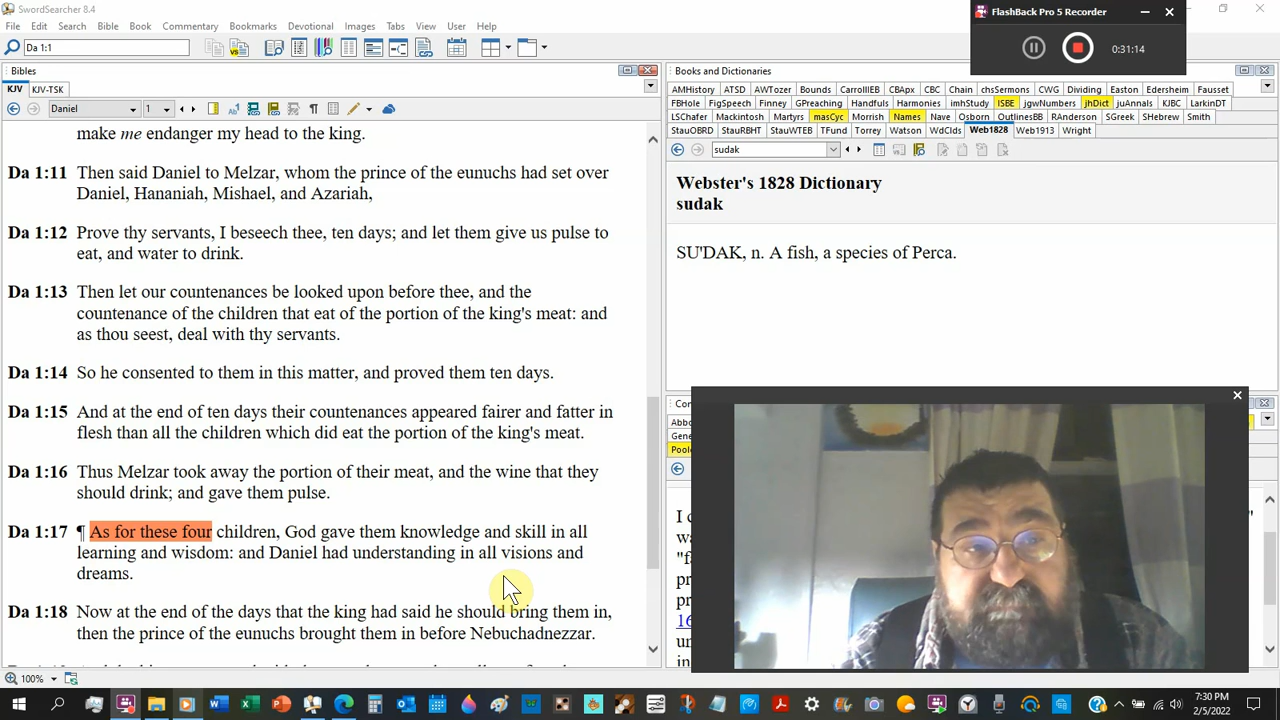 SwordSearcher 8.4
File Edit Search Bible Book Commentary Bookmarks Devotional Images Tabs View User Help
Da 1:1
FlashBack Pro 5 Recorder
00:31:14
Bibles
KJV KJV-TSK
Daniel 1
make me endanger my head to the king.
Da 1:11 Then said Daniel to Melzar, whom the prince of the eunuchs had set over
Daniel, Hananiah, Mishael, and Azariah,
Da 1:12 Prove thy servants, I beseech thee, ten days; and let them give us pulse to
eat, and water to drink.
Da 1:13 Then let our countenances be looked upon before thee, and the
countenance of the children that eat of the portion of the king's meat: and
as thou seest, deal with thy servants.
Da 1:14 So he consented to them in this matter, and proved them ten days.
Da 1:15 And at the end of ten days their countenances appeared fairer and fatter in
flesh than all the children which did eat the portion of the king's meat.
Da 1:16 Thus Melzar took away the portion of their meat, and the wine that they
should drink; and gave them pulse.
Da 1:17 ¶ As for these four children, God gave them knowledge and skill in all
learning and wisdom: and Daniel had understanding in all visions and
dreams.
Da 1:18 Now at the end of the days that the king had said he should bring them in,
then the prince of the eunuchs brought them in before Nebuchadnezzar.
100%
Books and Dictionaries
AMHistory ATSD AWTozer Bounds CarrollIEB CBApx CBC Chain chsSermons CWG Dividing Easton Edersheim Fausset
FBHole FigSpeech Finney GPreaching Handfuls Harmonies imhStudy ISBE jgwNumbers jhDict juAnnals KJBC LarkinDT
LSChafer Mackintosh Martyrs masCyc Morrish Names Nave Osborn OutlinesBB RAnderson SGreek SHebrew Smith
StauOBRD StauRBHT StauWTEB TFund Torrey Watson WdClds Web1828 Web1913 Wright
sudak
Webster's 1828 Dictionary
sudak
SU'DAK, n. A fish, a species of Perca.
7:30 PM
2/5/2022